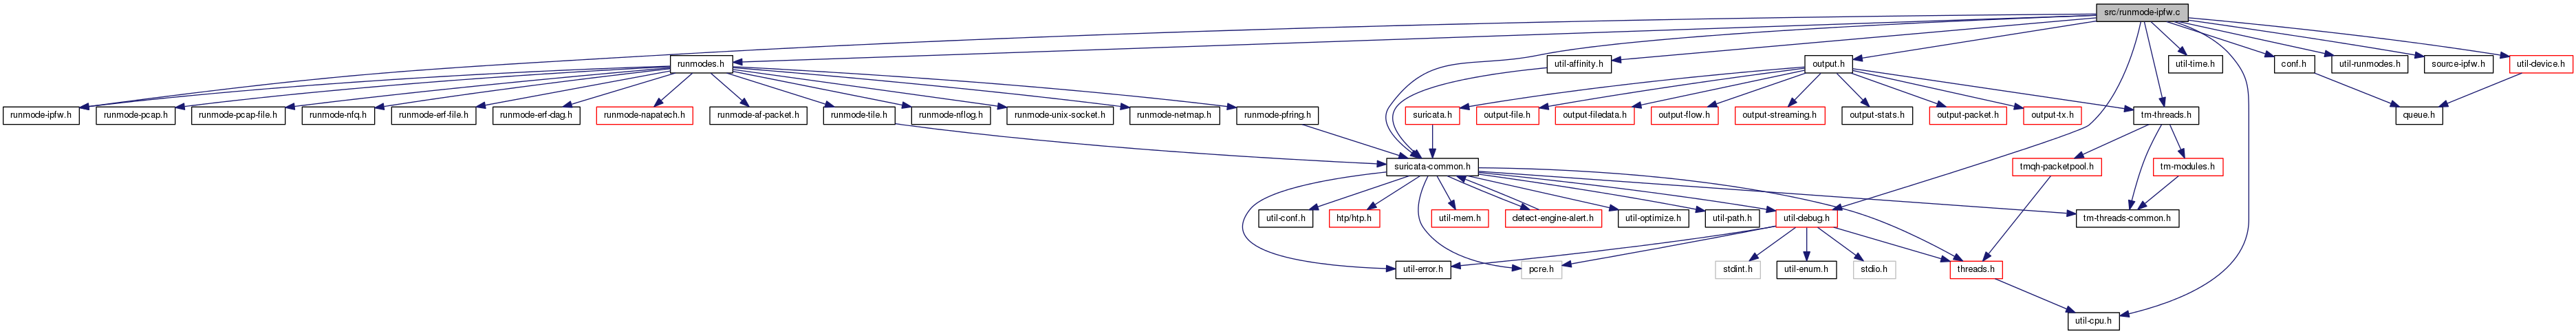 src/runmode-ipfw.c
runmodes.h
util-affinity.h
output.h
util-time.h
conf.h
util-runmodes.h
source-ipfw.h
util-device.h
runmode-ipfw.h
runmode-pcap.h
runmode-pcap-file.h
runmode-nfq.h
runmode-erf-file.h
runmode-erf-dag.h
runmode-napatech.h
runmode-af-packet.h
runmode-tile.h
runmode-nflog.h
runmode-unix-socket.h
runmode-netmap.h
runmode-pfring.h
suricata.h
output-file.h
output-filedata.h
output-flow.h
output-streaming.h
output-stats.h
output-packet.h
output-tx.h
tm-threads.h
queue.h
suricata-common.h
tmqh-packetpool.h
tm-modules.h
util-conf.h
htp/htp.h
util-mem.h
detect-engine-alert.h
util-optimize.h
util-path.h
util-debug.h
tm-threads-common.h
util-error.h
pcre.h
stdint.h
util-enum.h
stdio.h
threads.h
util-cpu.h